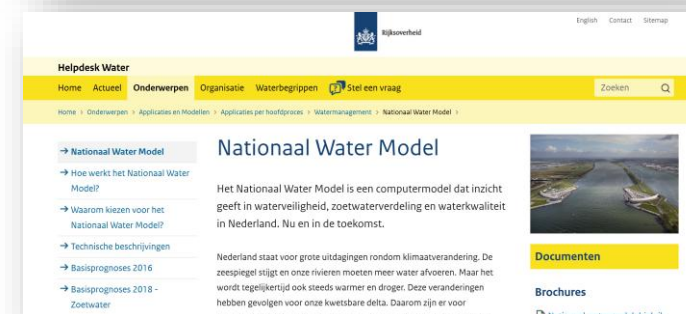 English Contact Sitemap
Rijksoverheid
Helpdesk Water
Home Actueel Onderwerpen Organisatie Waterbegrippen Stel een vraag Zoeken
Home > Onderwerpen > Applicaties en Modellen > Applicaties per hoofdproces > Watermanagement > Nationaal Water Model >
→ Nationaal Water Model
→ Hoe werkt het Nationaal Water
Model?
→ Waarom kiezen voor het
Nationaal Water Model?
→ Technische beschrijvingen
→ Basisprognoses 2016
→ Basisprognoses 2018 -
Zoetwater
Nationaal Water Model
Het Nationaal Water Model is een computermodel dat inzicht
geeft in waterveiligheid, zoetwaterverdeling en waterkwaliteit
in Nederland. Nu en in de toekomst.
Nederland staat voor grote uitdagingen rondom klimaatverandering. De
zeespiegel stijgt en onze rivieren moeten meer water afvoeren. Maar het
wordt tegelijkertijd ook steeds warmer en droger. Deze veranderingen
hebben gevolgen voor onze kwetsbare delta. Daarom zijn er voor
Documenten
Brochures